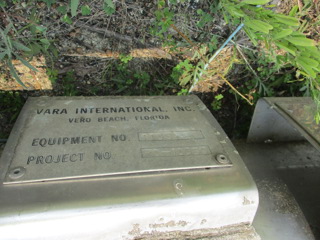 VARA INTERNATIONAL, INC.
VERO BEACH, FLORIDA
EQUIPMENT NO.
PROJECT NO.